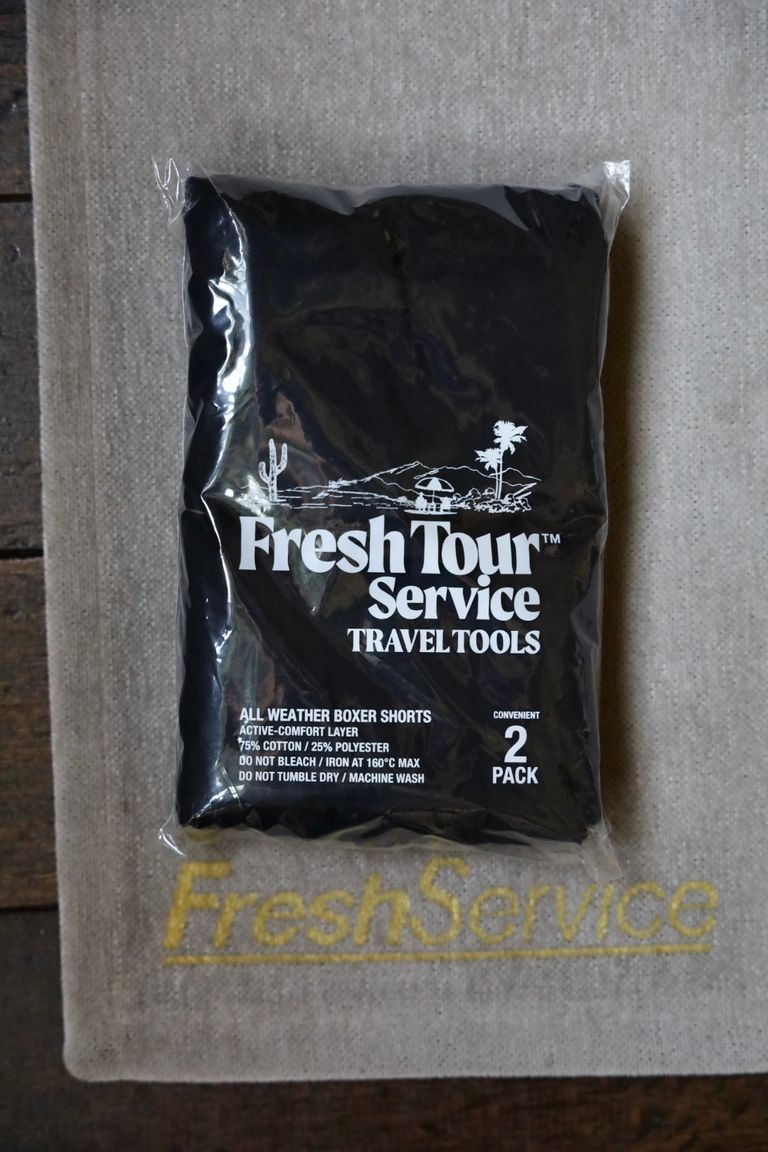 Fresh Tour™
Service
TRAVEL TOOLS
ALL WEATHER BOXER SHORTS
ACTIVE-COMFORT LAYER
75% COTTON / 25% POLYESTER
DO NOT BLEACH / IRON AT 160°C MAX
DO NOT TUMBLE DRY / MACHINE WASH
CONVENIENT
2
PACK
FreshService